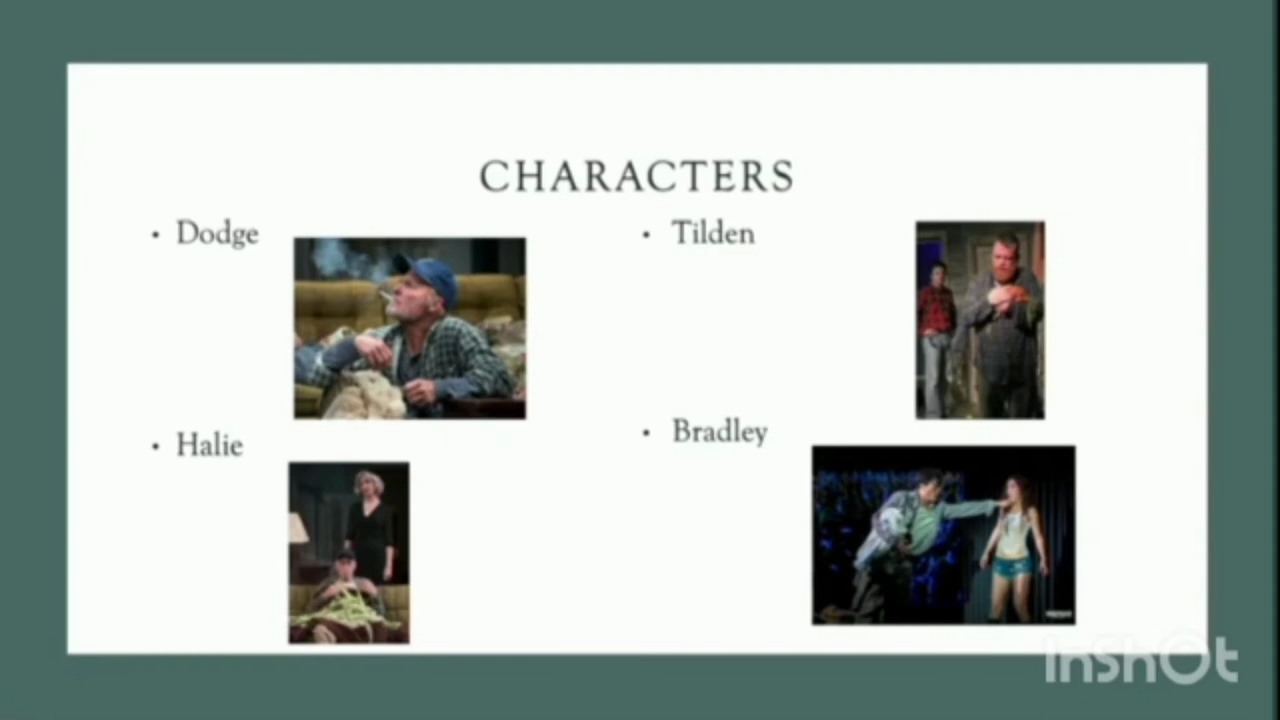 CHARACTERS
• Dodge
• Tilden
• Halie
• Bradley
InShOt